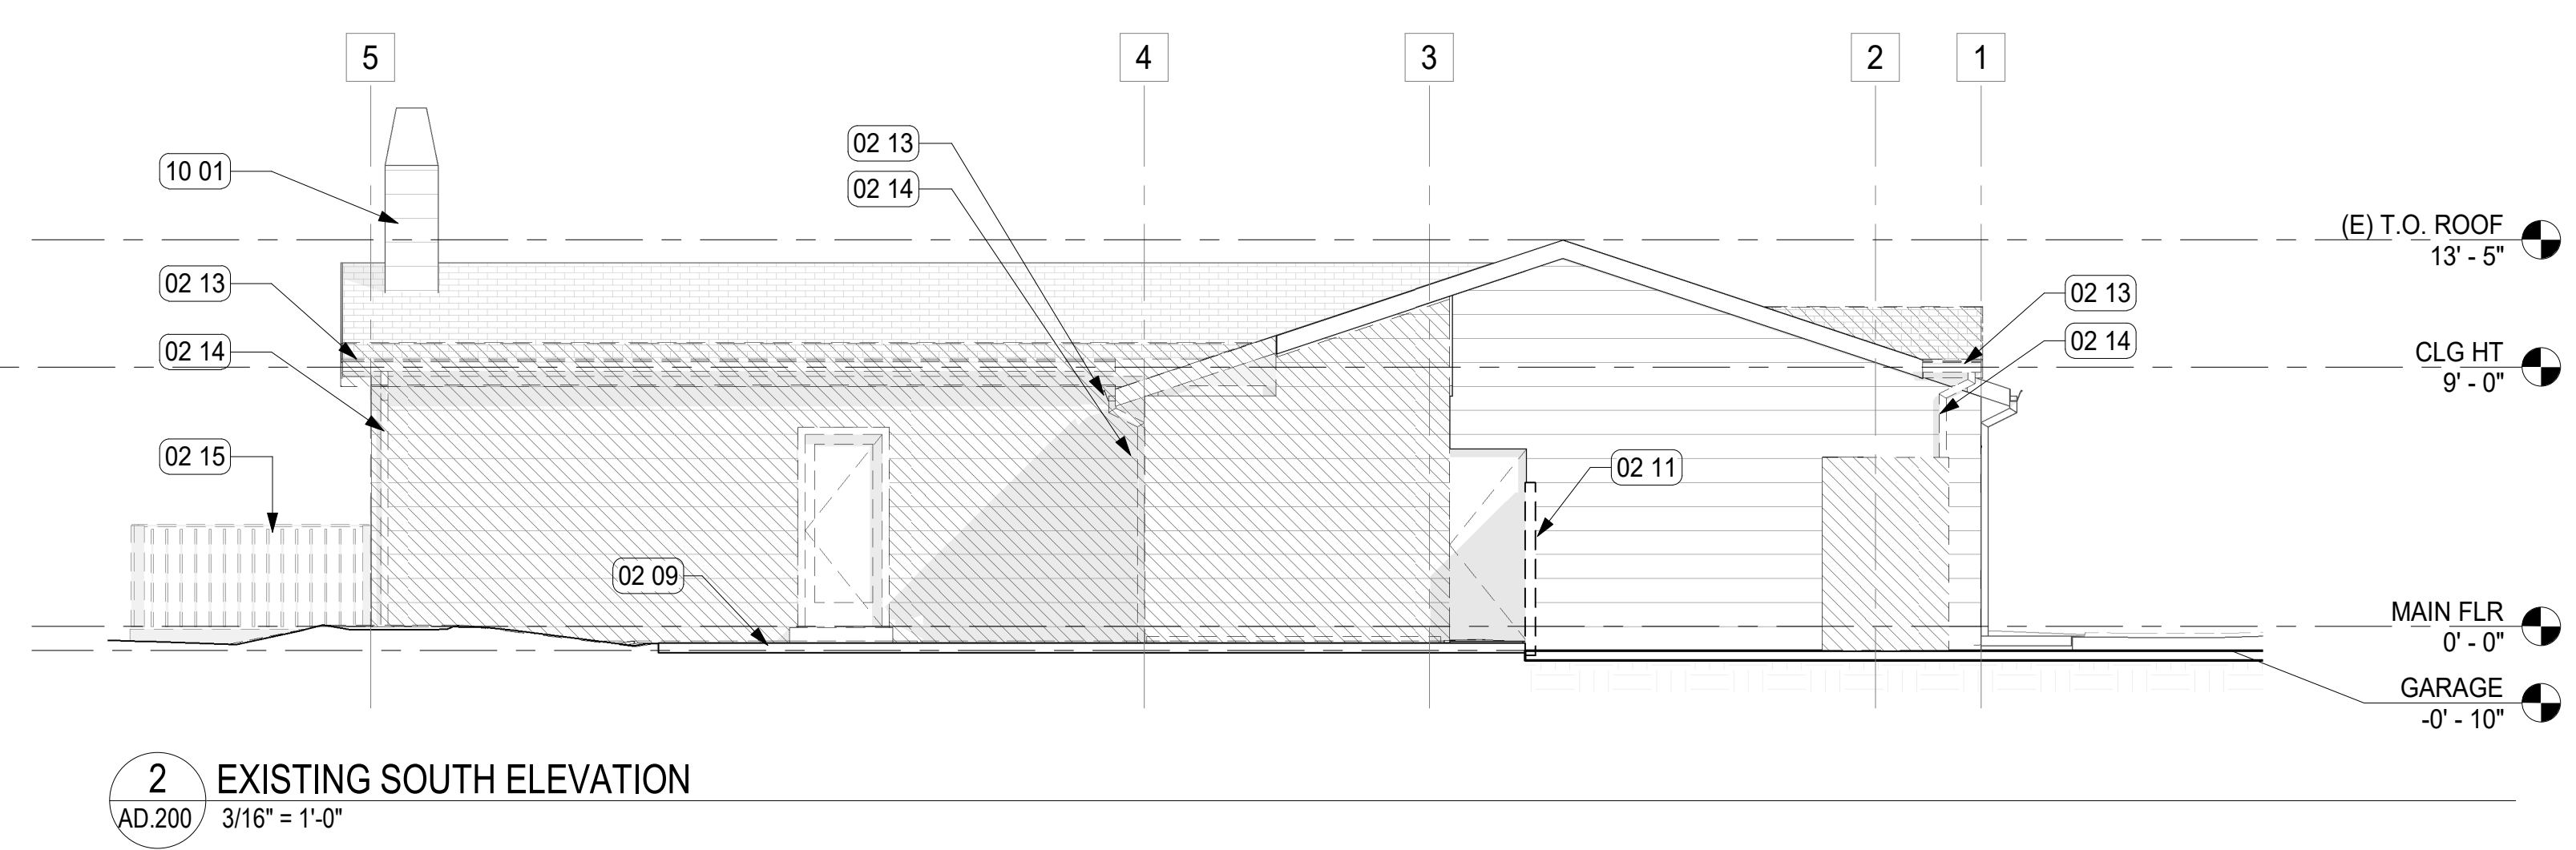 5
4
3
2
1
10 01
02 13
02 14
02 13
02 14
02 15
02 09
02 11
02 13
02 14
(E) T.O. ROOF
13' - 5"
CLG HT
9' - 0"
MAIN FLR
0' - 0"
GARAGE
-0' - 10"
2
AD.200
EXISTING SOUTH ELEVATION
3/16" = 1'-0"